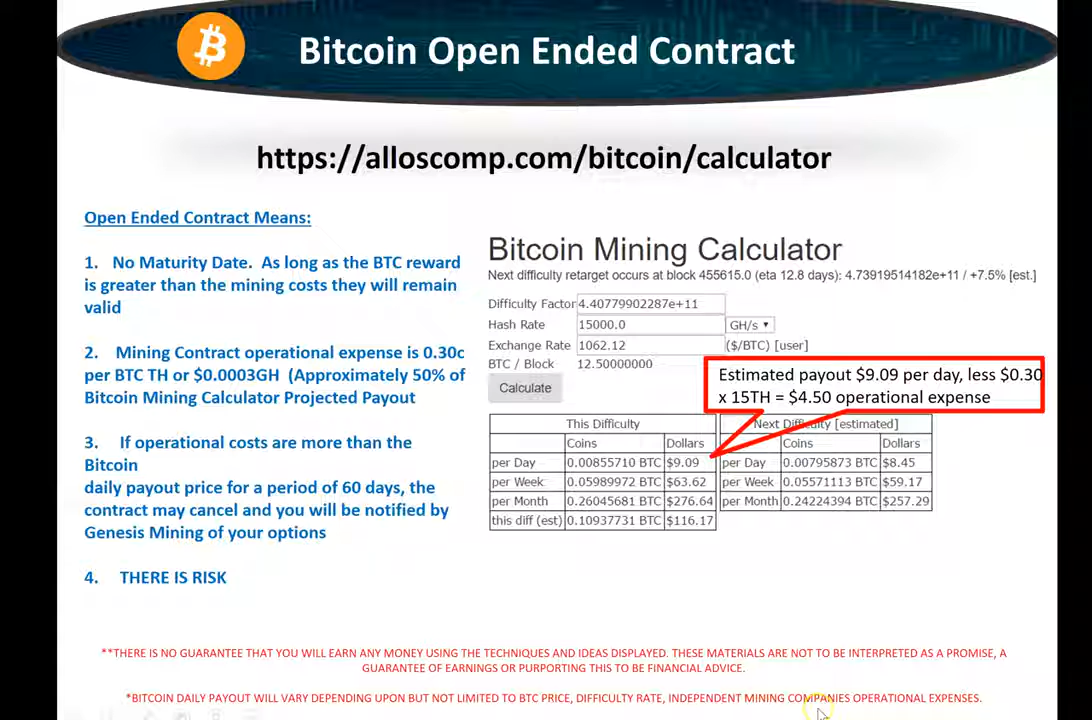 Bitcoin Open Ended Contract
https://alloscomp.com/bitcoin/calculator
Open Ended Contract Means:
1. No Maturity Date. As long as the BTC reward
is greater than the mining costs they will remain
valid
2. Mining Contract operational expense is 0.30c
per BTC TH or $0.0003GH (Approximately 50% of
Bitcoin Mining Calculator Projected Payout
3. If operational costs are more than the
Bitcoin
daily payout price for a period of 60 days, the
contract may cancel and you will be notified by
Genesis Mining of your options
4. THERE IS RISK
Bitcoin Mining Calculator
Next difficulty retarget occurs at block 455615.0 (eta 12.8 days): 4.73919514182e+11 / +7.5% [est.]
Difficulty Factor 4.40779902287e+11
Hash Rate 15000.0 GH/s ▾
Exchange Rate 1062.12 ($/BTC) [user]
BTC / Block 12.50000000
Calculate
Estimated payout $9.09 per day, less $0.30
x 15TH = $4.50 operational expense
This Difficulty Next Difficulty [estimated]
Coins Dollars Coins Dollars
per Day 0.00855710 BTC $9.09 per Day 0.00795873 BTC $8.45
per Week 0.05989972 BTC $63.62 per Week 0.05571113 BTC $59.17
per Month 0.26045681 BTC $276.64 per Month 0.24224394 BTC $257.29
this diff (est) 0.10937731 BTC $116.17
**THERE IS NO GUARANTEE THAT YOU WILL EARN ANY MONEY USING THE TECHNIQUES AND IDEAS DISPLAYED. THESE MATERIALS ARE NOT TO BE INTERPRETED AS A PROMISE, A
GUARANTEE OF EARNINGS OR PURPORTING THIS TO BE FINANCIAL ADVICE.
*BITCOIN DAILY PAYOUT WILL VARY DEPENDING UPON BUT NOT LIMITED TO BTC PRICE, DIFFICULTY RATE, INDEPENDENT MINING COMPANIES OPERATIONAL EXPENSES.